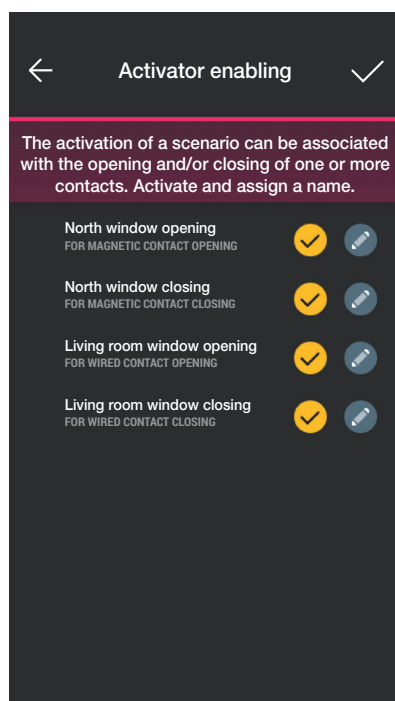 Activator enabling
The activation of a scenario can be associated
with the opening and/or closing of one or more
contacts. Activate and assign a name.
North window opening
FOR MAGNETIC CONTACT OPENING
North window closing
FOR MAGNETIC CONTACT CLOSING
Living room window opening
FOR WIRED CONTACT OPENING
Living room window closing
FOR WIRED CONTACT CLOSING